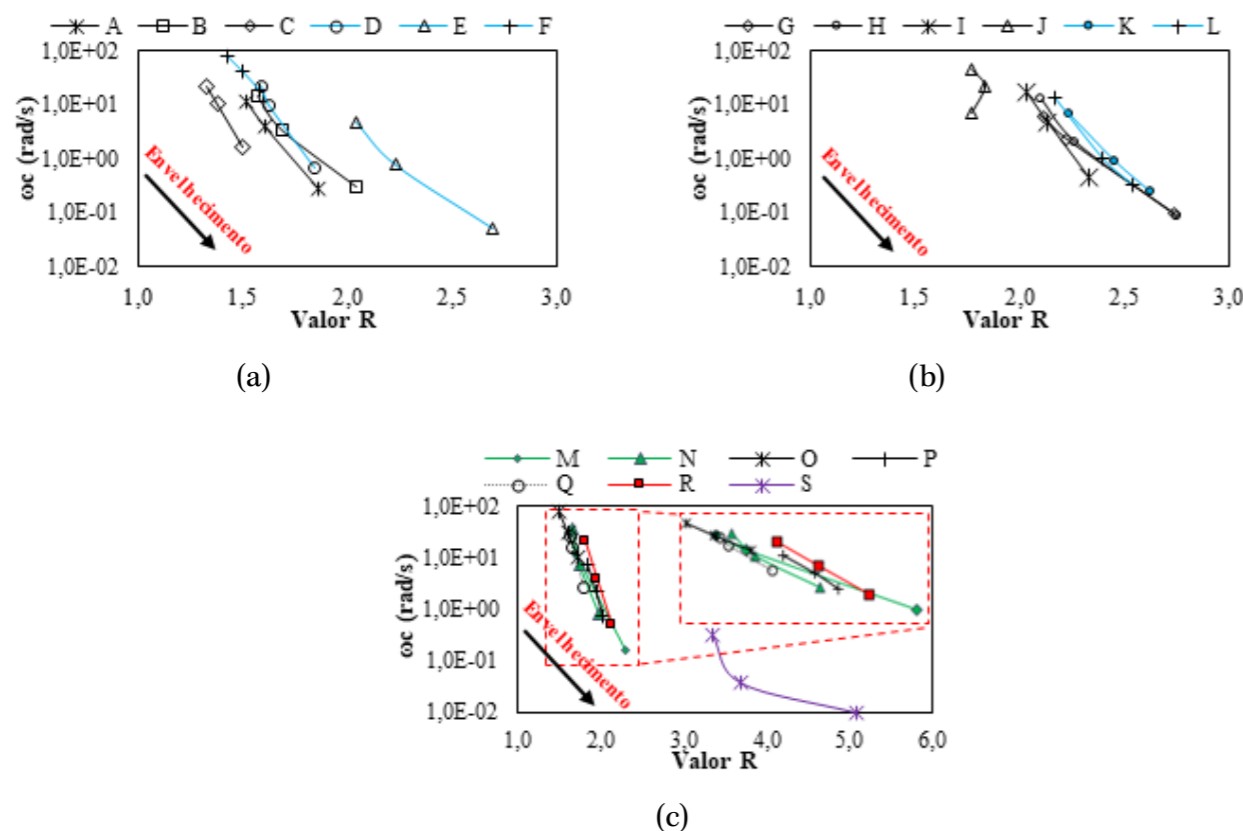 A B C D E F
1,0E+02
1,0E+01
1,0E+00
1,0E-01
1,0E-02
ωc (rad/s)
Envelhecimento
1,0 1,5 2,0 2,5 3,0
Valor R
(a)
G H I J K L
1,0E+02
1,0E+01
1,0E+00
1,0E-01
1,0E-02
ωc (rad/s)
Envelhecimento
1,0 1,5 2,0 2,5 3,0
Valor R
(b)
M N O P
Q R S
1,0E+02
1,0E+01
1,0E+00
1,0E-01
1,0E-02
ωc (rad/s)
Envelhecimento
1,0 2,0 3,0 4,0 5,0 6,0
Valor R
(c)